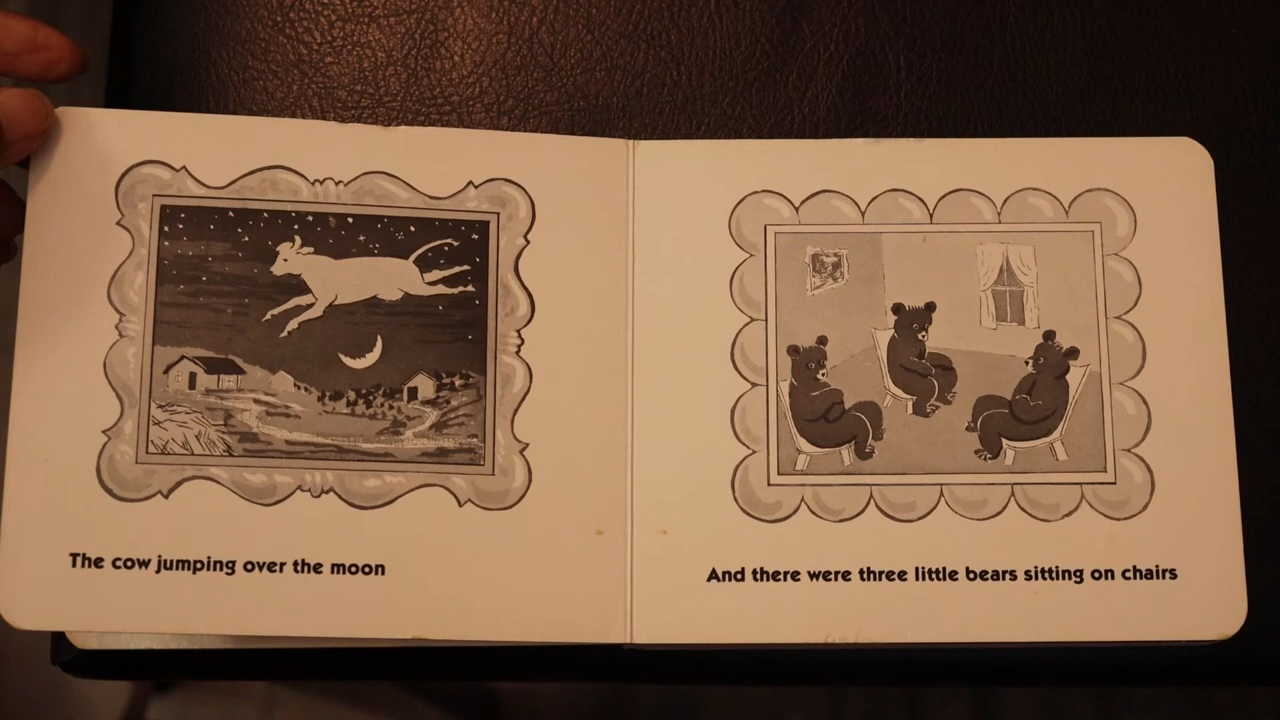 The cow jumping over the moon
And there were three little bears sitting on chairs